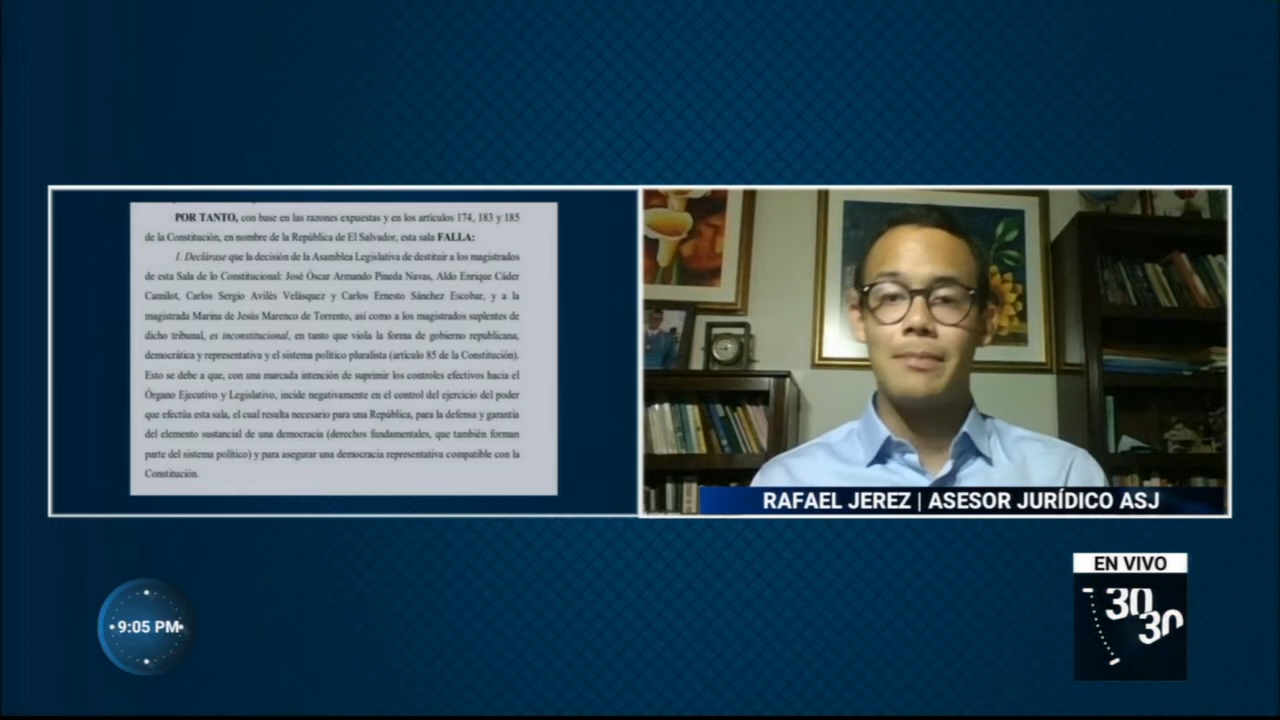 POR TANTO, con base en las razones expuestas y en los artículos 174, 183 y 185
de la Constitución, en nombre de la República de El Salvador, esta sala FALLA:
1. Declárase que la decisión de la Asamblea Legislativa de destituir a los magistrados
de esta Sala de lo Constitucional: José Óscar Armando Pineda Navas, Aldo Enrique Cáder
Camilot, Carlos Sergio Avilés Velásquez y Carlos Ernesto Sánchez Escobar, y a la
magistrada Marina de Jesús Marenco de Torrento, así como a los magistrados suplentes de
dicho tribunal, es inconstitucional, en tanto que viola la forma de gobierno republicana,
democrática y representativa y el sistema político pluralista (artículo 85 de la Constitución).
Esto se debe a que, con una marcada intención de suprimir los controles efectivos hacia el
Órgano Ejecutivo y Legislativo, incide negativamente en el control del ejercicio del poder
que efectúa esta sala, el cual resulta necesario para una República, para la defensa y garantía
del elemento sustancial de una democracia (derechos fundamentales, que también forman
parte del sistema político) y para asegurar una democracia representativa compatible con la
Constitución.
RAFAEL JEREZ | ASESOR JURÍDICO ASJ
9:05 PM
EN VIVO
30
30